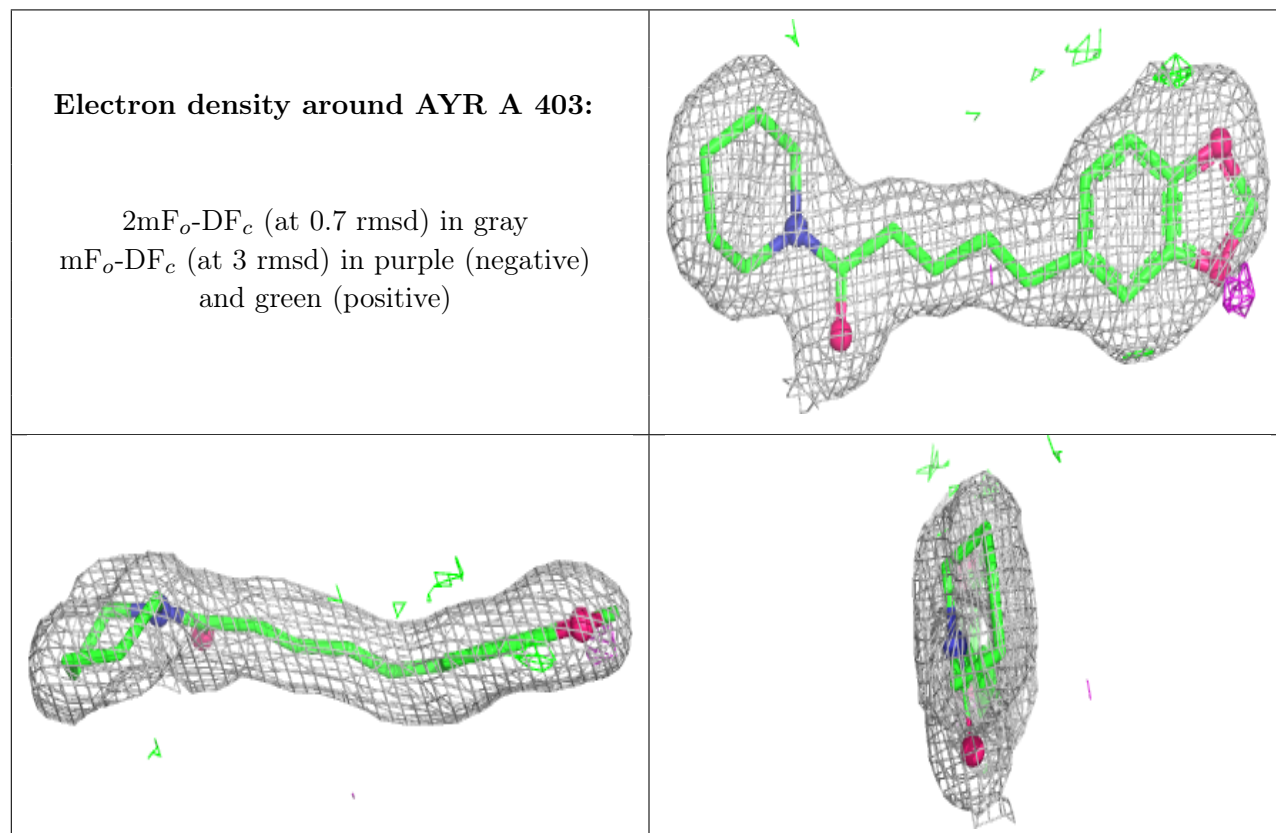 Electron density around AYR A 403:
2mFo-DFc (at 0.7 rmsd) in gray
mFo-DFc (at 3 rmsd) in purple (negative)
and green (positive)